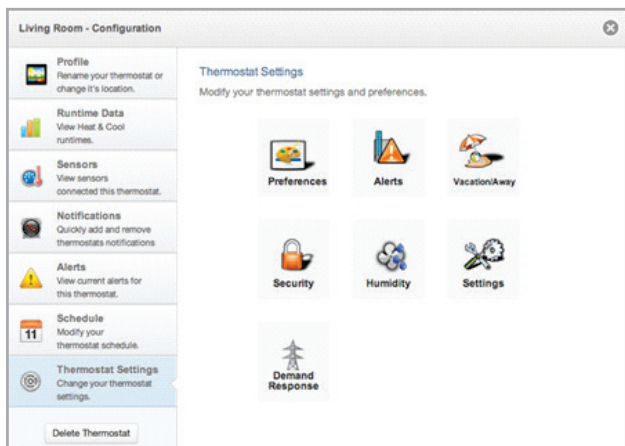 Living Room - Configuration
Profile
Rename your thermostat or
change it's location.
Runtime Data
View Heat & Cool
runtimes.
Sensors
View sensors
connected this thermostat.
Notifications
Quickly add and remove
thermostats notifications
Alerts
View current alerts for
this thermostat.
11
Schedule
Modify your
thermostat schedule.
Thermostat Settings
Change your thermostat
settings.
Delete Thermostat
Thermostat Settings
Modify your thermostat settings and preferences.
Preferences
Alerts
Vacation/Away
Security
Humidity
Settings
Demand
Response